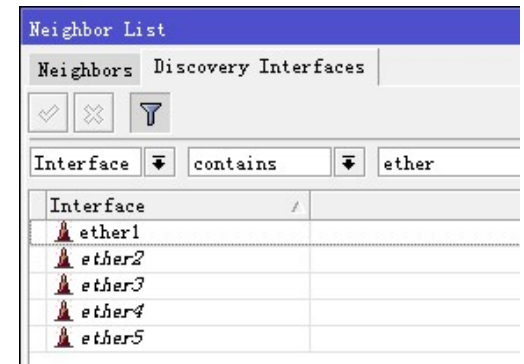 Neighbor List
Neighbors Discovery Interfaces
Interface contains ether
Interface
ether1
ether2
ether3
ether4
ether5